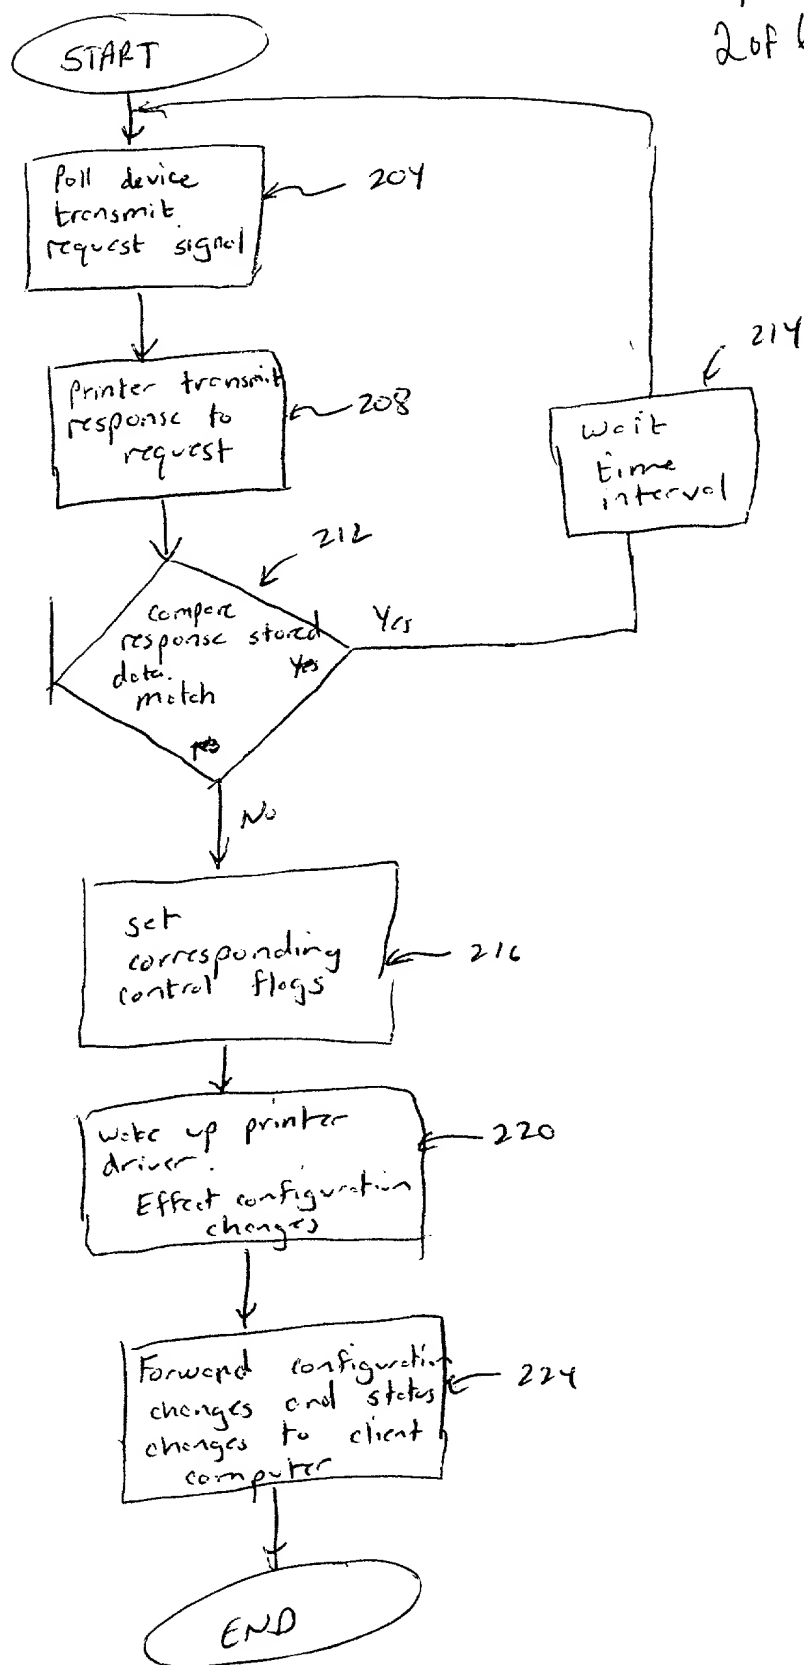 2 of 6
START
Poll device
transmit
request signal
204
Printer transmit
response to
request
208
214
Wait
time
interval
212
compare
response stored
data.
match
Yes
Yes
No
set
corresponding
control flags
216
Wake up printer
driver.
Effect configuration
changes
220
Forward configuration
changes and status
changes to client
computer
224
END